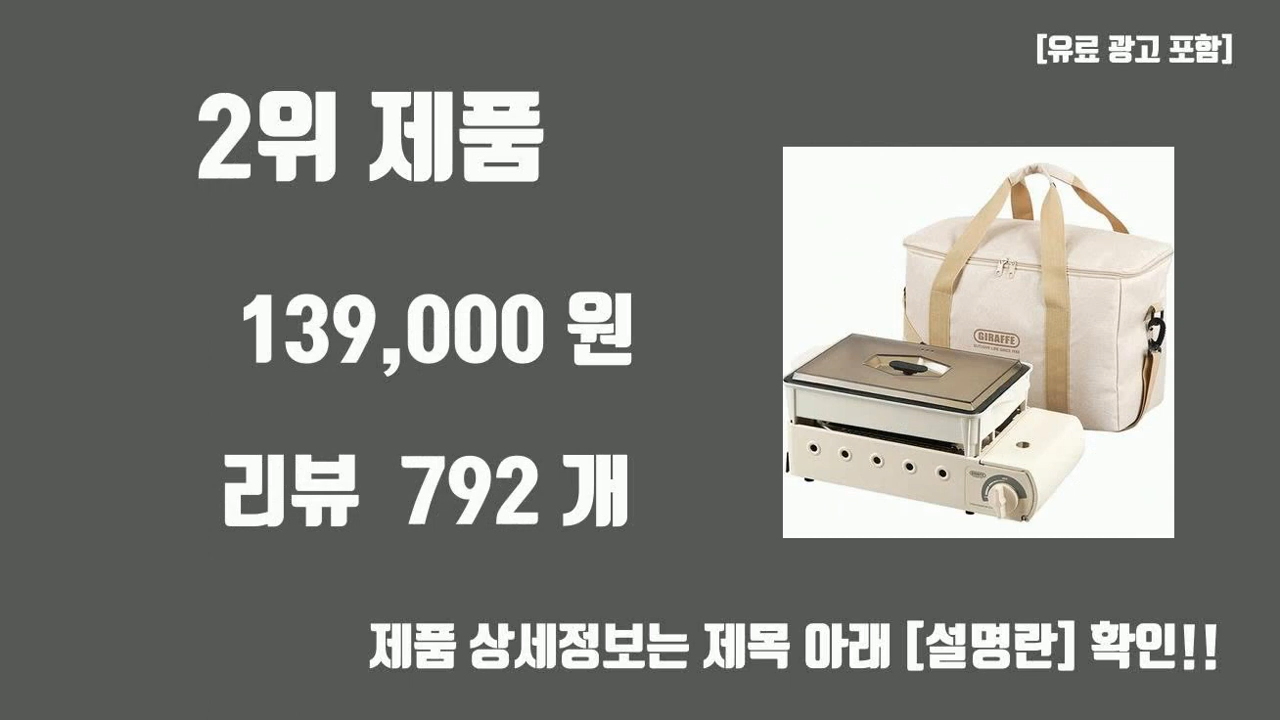 [유료 광고 포함]
2위 제품
139,000 원
리뷰 792 개
GIRAFFE
제품 상세정보는 제목 아래 [설명란] 확인!!